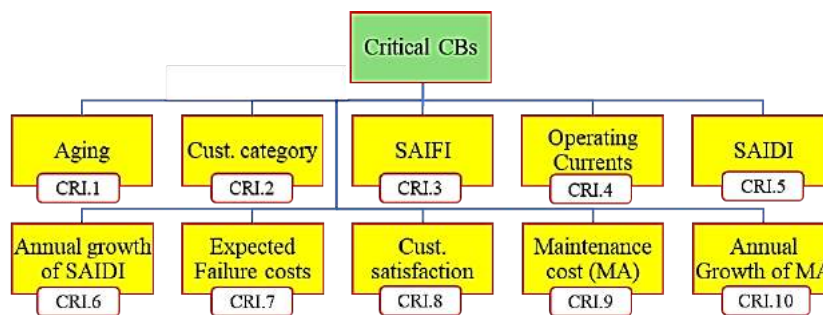 Critical CBs
Aging
CRI.1
Cust. category
CRI.2
SAIFI
CRI.3
Operating
Currents
CRI.4
SAIDI
CRI.5
Annual growth
of SAIDI
CRI.6
Expected
Failure costs
CRI.7
Cust.
satisfaction
CRI.8
Maintenance
cost (MA)
CRI.9
Annual
Growth of MA
CRI.10